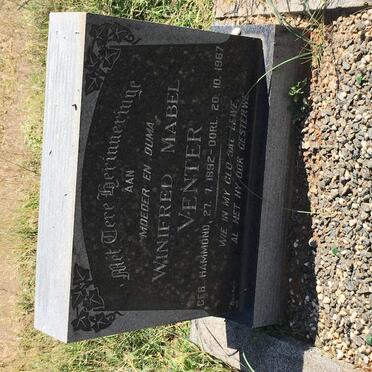 Met Tere Herinneringe
AAN
MOEDER EN OUMA
WINIFRED MABEL
VENTER
GEB. HAMMOND 27.7.1892 - OORL. 20.10.1967
WIE IN MY GLO SAL LEWE,
AL HET HY OOK GESTERWE